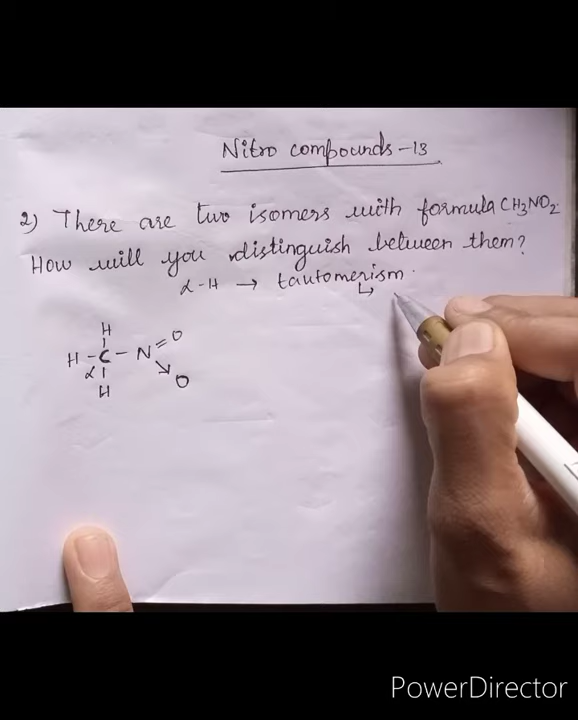 Nitro compounds-13
2) There are two isomers with formula CH3NO2.
How will you distinguish between them?
α-H → tautomerism.
↳
H
H - C - N = O
α ↘ O
H
PowerDirector